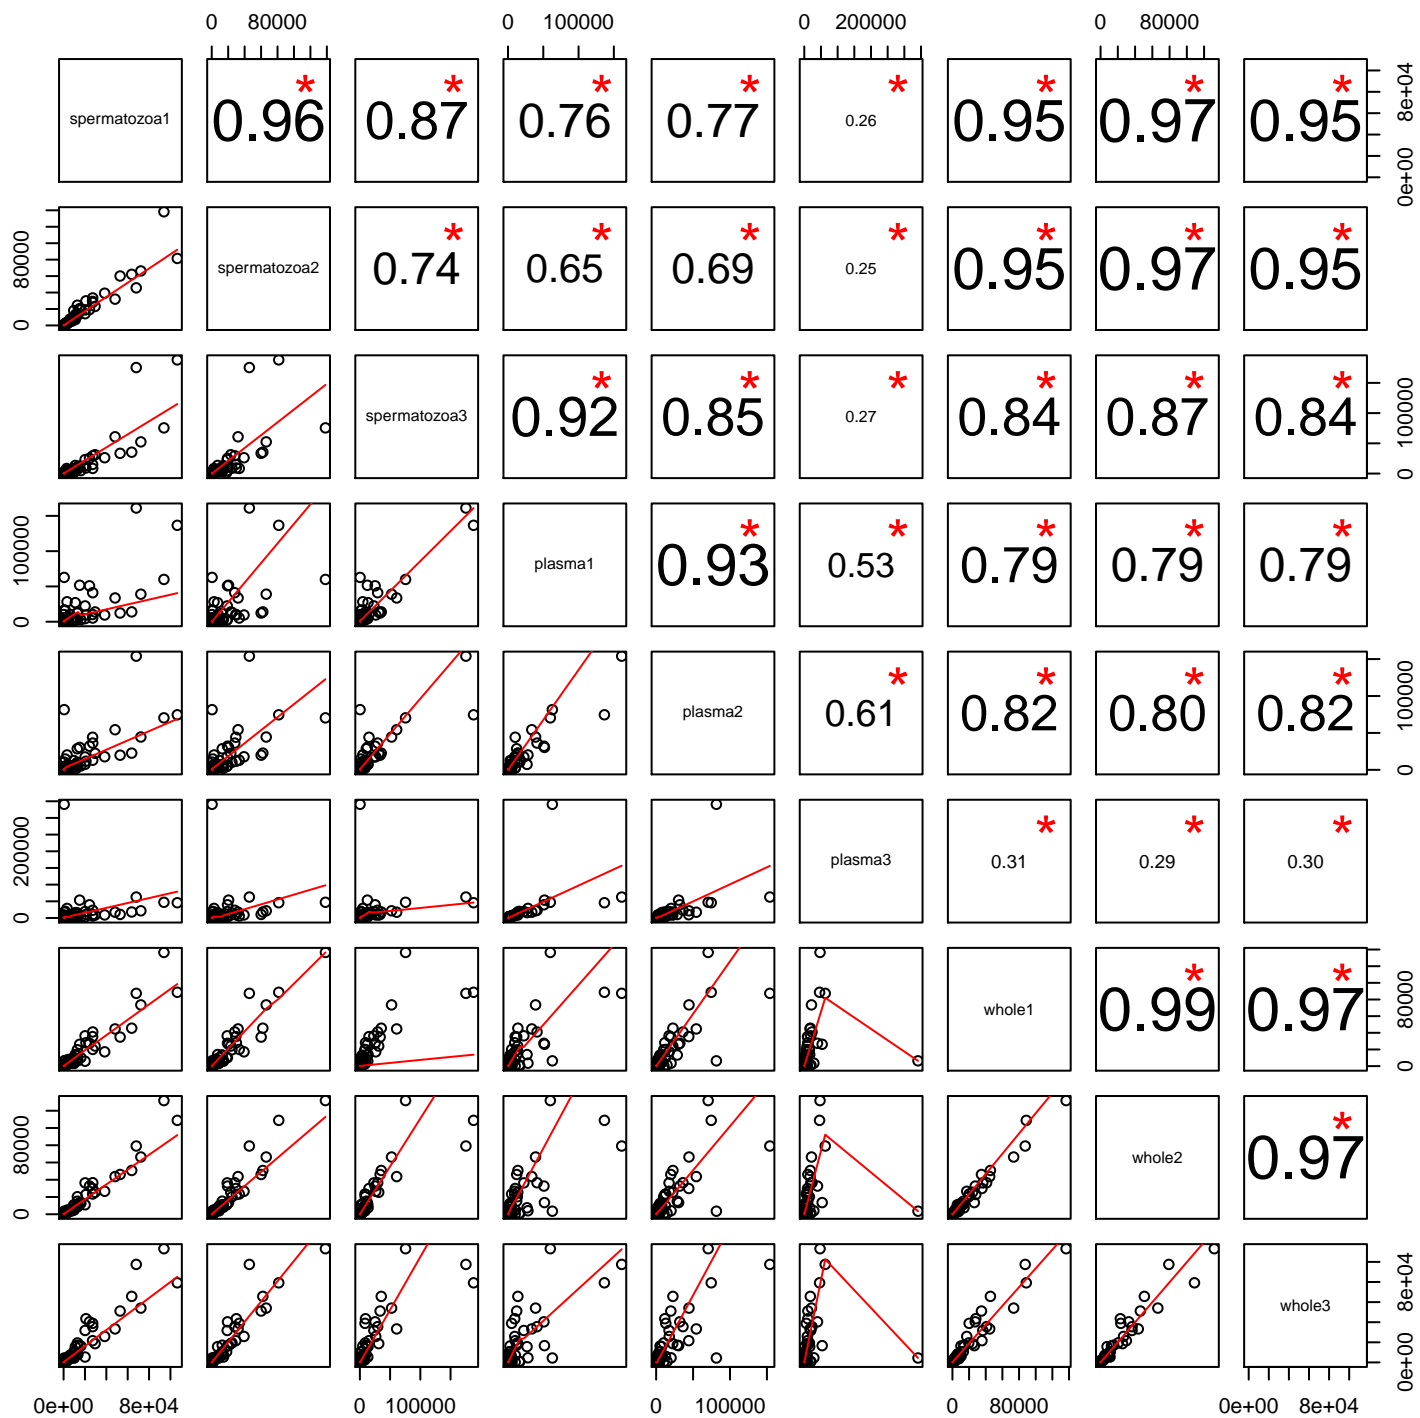 0 80000 0 100000 0 200000 0 80000
spermatozoa1 0.96 * 0.87 * 0.76 * 0.77 * 0.26 * 0.95 * 0.97 * 0.95 * 0e+00 8e+04
0 80000 spermatozoa2 0.74 * 0.65 * 0.69 * 0.25 * 0.95 * 0.97 * 0.95 *
spermatozoa3 0.92 * 0.85 * 0.27 * 0.84 * 0.87 * 0.84 * 0 100000
0 100000 plasma1 0.93 * 0.53 * 0.79 * 0.79 * 0.79 *
plasma2 0.61 * 0.82 * 0.80 * 0.82 * 0 100000
0 200000 plasma3 0.31 * 0.29 * 0.30 *
whole1 0.99 * 0.97 * 0 80000
0 80000 whole2 0.97 *
whole3 0e+00 8e+04
0e+00 8e+04 0 100000 0 100000 0 80000 0e+00 8e+04